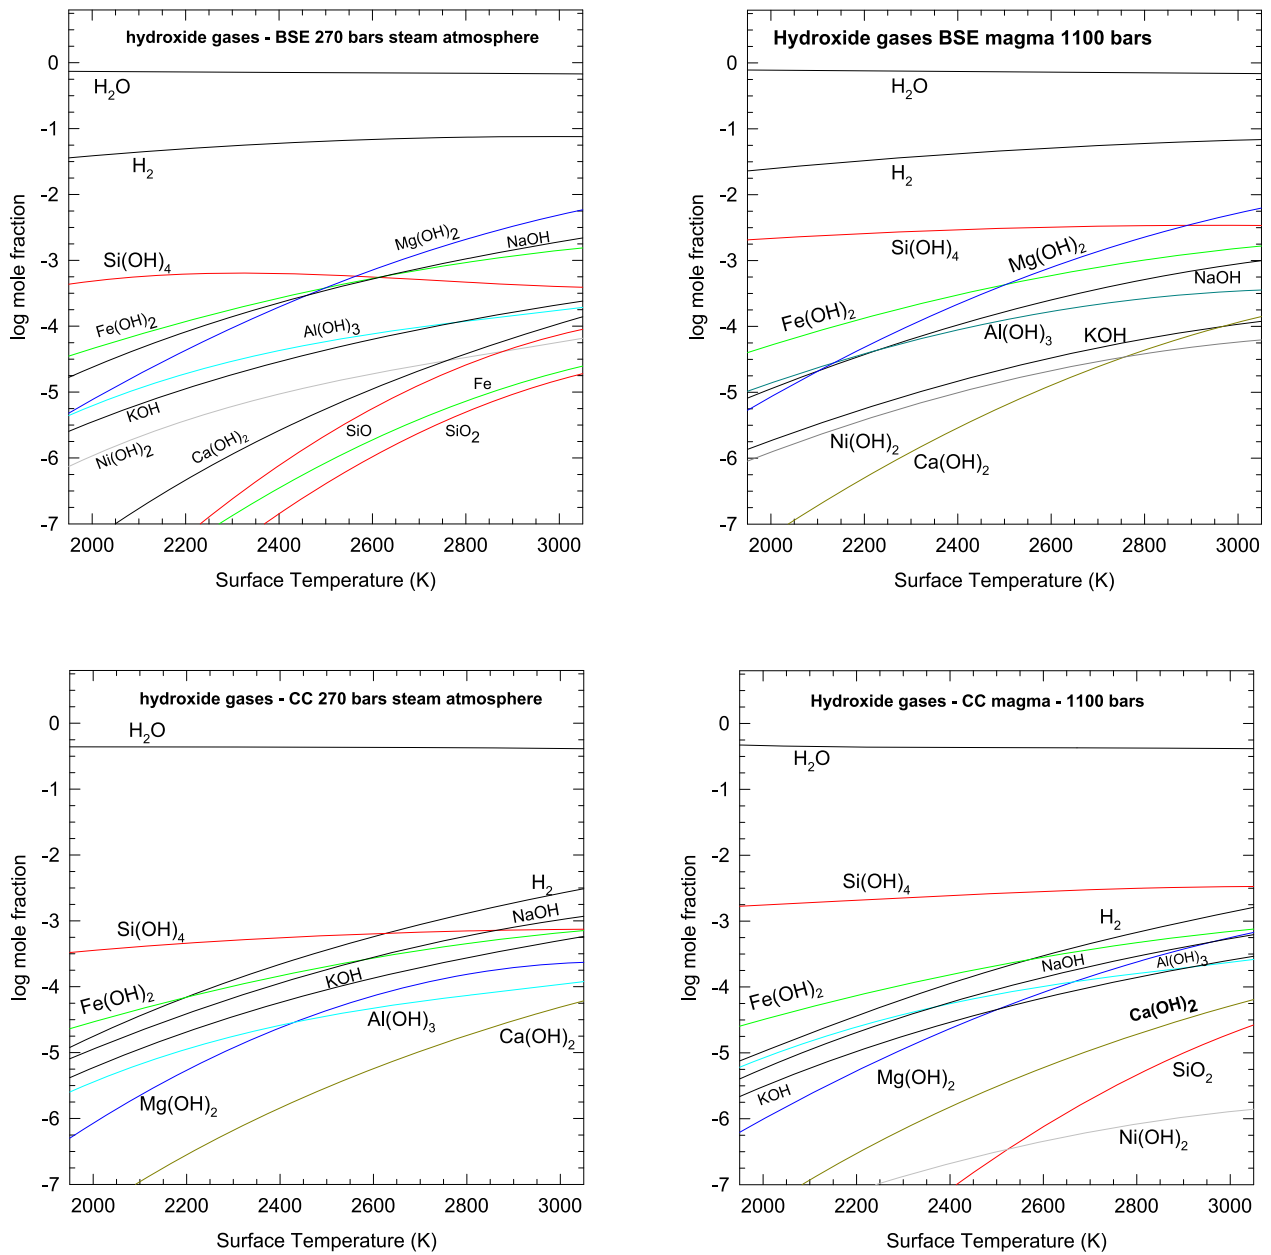 hydroxide gases - BSE 270 bars steam atmosphere
0
-1
-2
-3
-4
-5
-6
-7
log mole fraction
H2O
H2
Mg(OH)2
NaOH
Si(OH)4
Fe(OH)2
Al(OH)3
KOH
Fe
Ni(OH)2
Ca(OH)2
SiO
SiO2
2000 2200 2400 2600 2800 3000
Surface Temperature (K)
Hydroxide gases BSE magma 1100 bars
0
-1
-2
-3
-4
-5
-6
-7
log mole fraction
H2O
H2
Si(OH)4
Mg(OH)2
NaOH
Fe(OH)2
Al(OH)3
KOH
Ni(OH)2
Ca(OH)2
2000 2200 2400 2600 2800 3000
Surface Temperature (K)
hydroxide gases - CC 270 bars steam atmosphere
0
-1
-2
-3
-4
-5
-6
-7
log mole fraction
H2O
H2
NaOH
Si(OH)4
KOH
Fe(OH)2
Al(OH)3
Ca(OH)2
Mg(OH)2
2000 2200 2400 2600 2800 3000
Surface Temperature (K)
Hydroxide gases - CC magma - 1100 bars
0
-1
-2
-3
-4
-5
-6
-7
log mole fraction
H2O
Si(OH)4
H2
NaOH
Al(OH)3
Fe(OH)2
Ca(OH)2
KOH
Mg(OH)2
SiO2
Ni(OH)2
2000 2200 2400 2600 2800 3000
Surface Temperature (K)